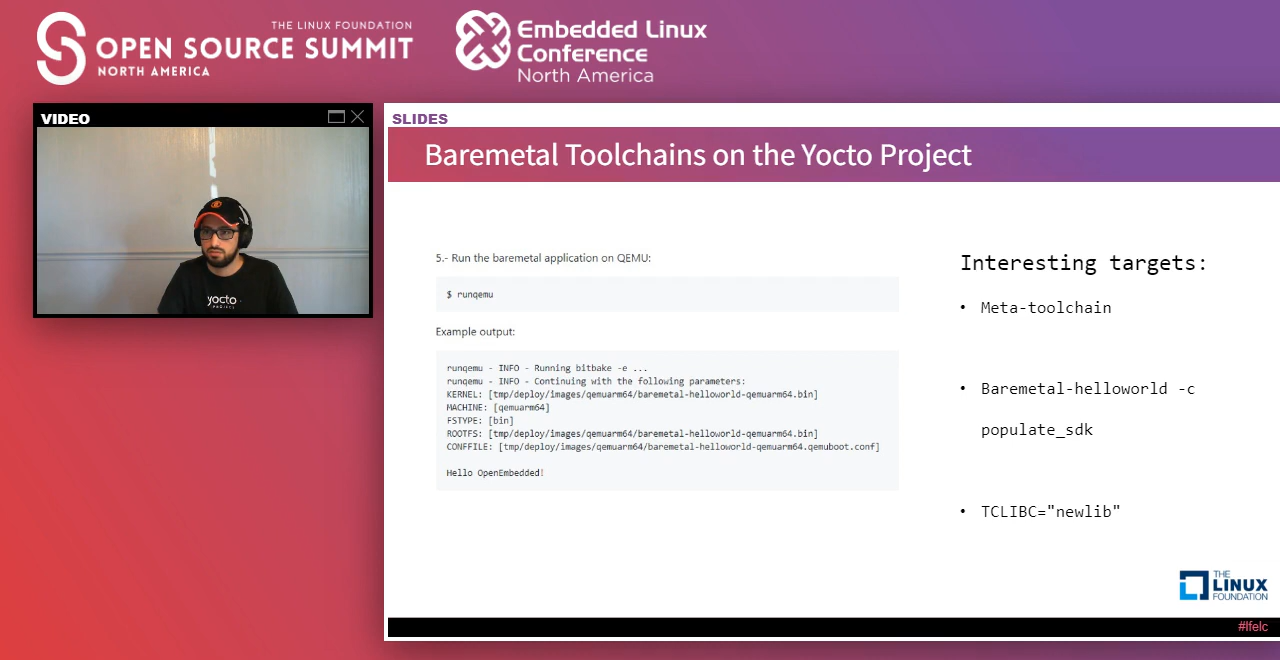 THE LINUX FOUNDATION
OPEN SOURCE SUMMIT
NORTH AMERICA
Embedded Linux
Conference
North America
VIDEO
yocto
PROJECT
SLIDES
Baremetal Toolchains on the Yocto Project
5.- Run the baremetal application on QEMU:
$ runqemu
Example output:
runqemu - INFO - Running bitbake -e ...
runqemu - INFO - Continuing with the following parameters:
KERNEL: [tmp/deploy/images/qemuarm64/baremetal-helloworld-qemuarm64.bin]
MACHINE: [qemuarm64]
FSTYPE: [bin]
ROOTFS: [tmp/deploy/images/qemuarm64/baremetal-helloworld-qemuarm64.bin]
CONFFILE: [tmp/deploy/images/qemuarm64/baremetal-helloworld-qemuarm64.qemuboot.conf]
Hello OpenEmbedded!
Interesting targets:
• Meta-toolchain
• Baremetal-helloworld -c
populate_sdk
• TCLIBC="newlib"
THE
LINUX
FOUNDATION
#lfelc